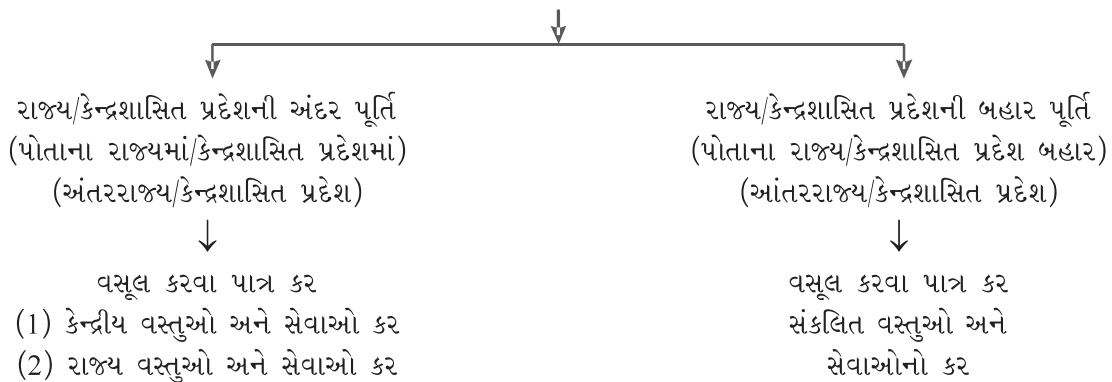 રાજ્ય/કેન્દ્રશાસિત પ્રદેશની અંદર પૂર્તિ
(પોતાના રાજ્યમાં/કેન્દ્રશાસિત પ્રદેશમાં)
(અંતરરાજ્ય/કેન્દ્રશાસિત પ્રદેશ)
વસૂલ કરવા પાત્ર કર
(1) કેન્દ્રીય વસ્તુઓ અને સેવાઓ કર
(2) રાજ્ય વસ્તુઓ અને સેવાઓ કર
રાજ્ય/કેન્દ્રશાસિત પ્રદેશની બહાર પૂર્તિ
(પોતાના રાજ્ય/કેન્દ્રશાસિત પ્રદેશ બહાર)
(આંતરરાજ્ય/કેન્દ્રશાસિત પ્રદેશ)
વસૂલ કરવા પાત્ર કર
સંકલિત વસ્તુઓ અને
સેવાઓનો કર